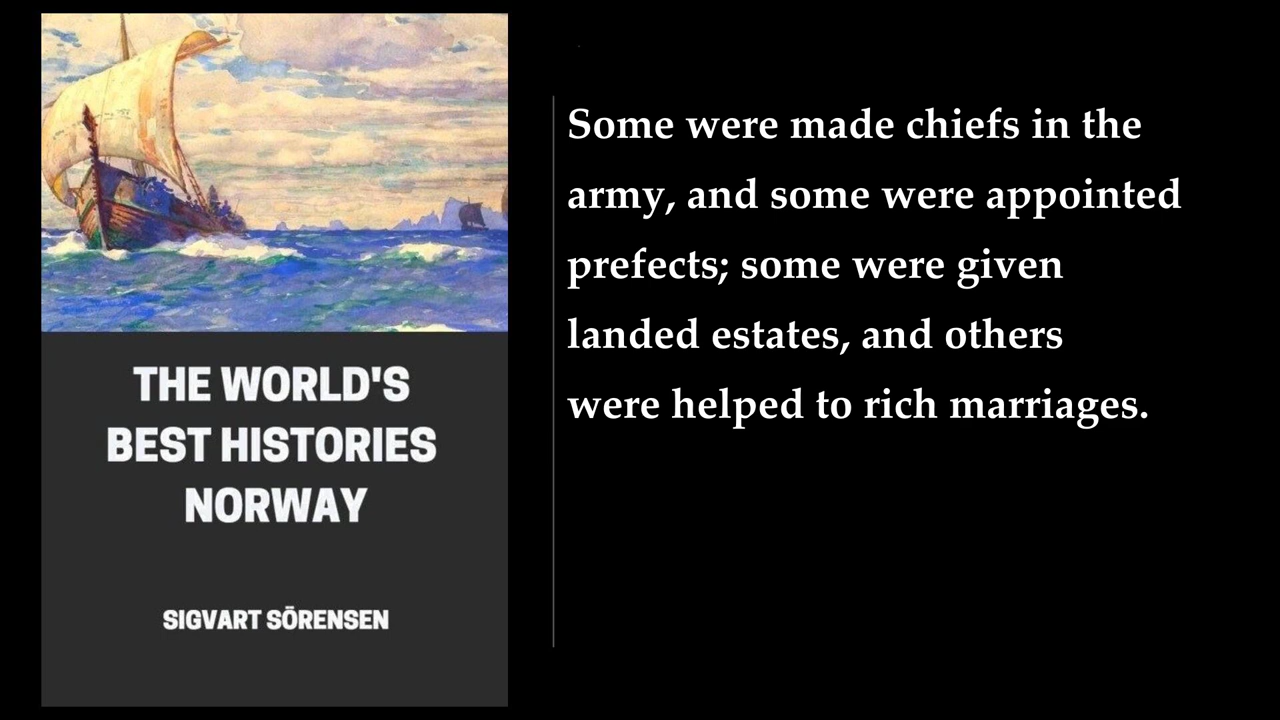 THE WORLD'S
BEST HISTORIES
NORWAY
SIGVART SÖRENSEN
Some were made chiefs in the
army, and some were appointed
prefects; some were given
landed estates, and others
were helped to rich marriages.